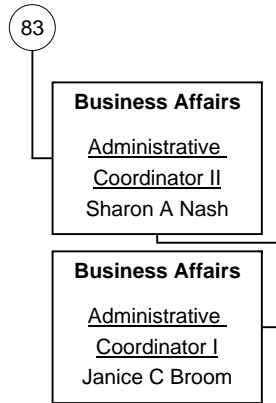 83
Business Affairs
Administrative
Coordinator II
Sharon A Nash
Business Affairs
Administrative
Coordinator I
Janice C Broom